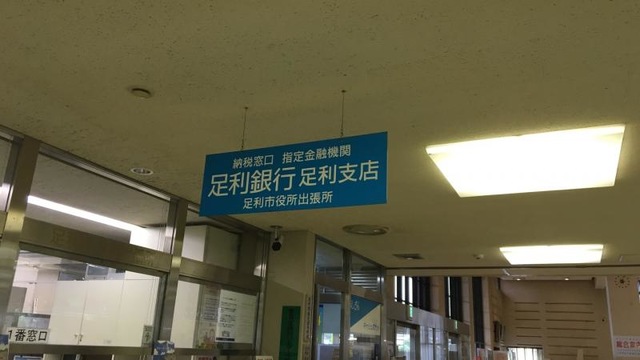 納税窓口 指定金融機関
足利銀行 足利支店
足利市役所出張所
1番窓口